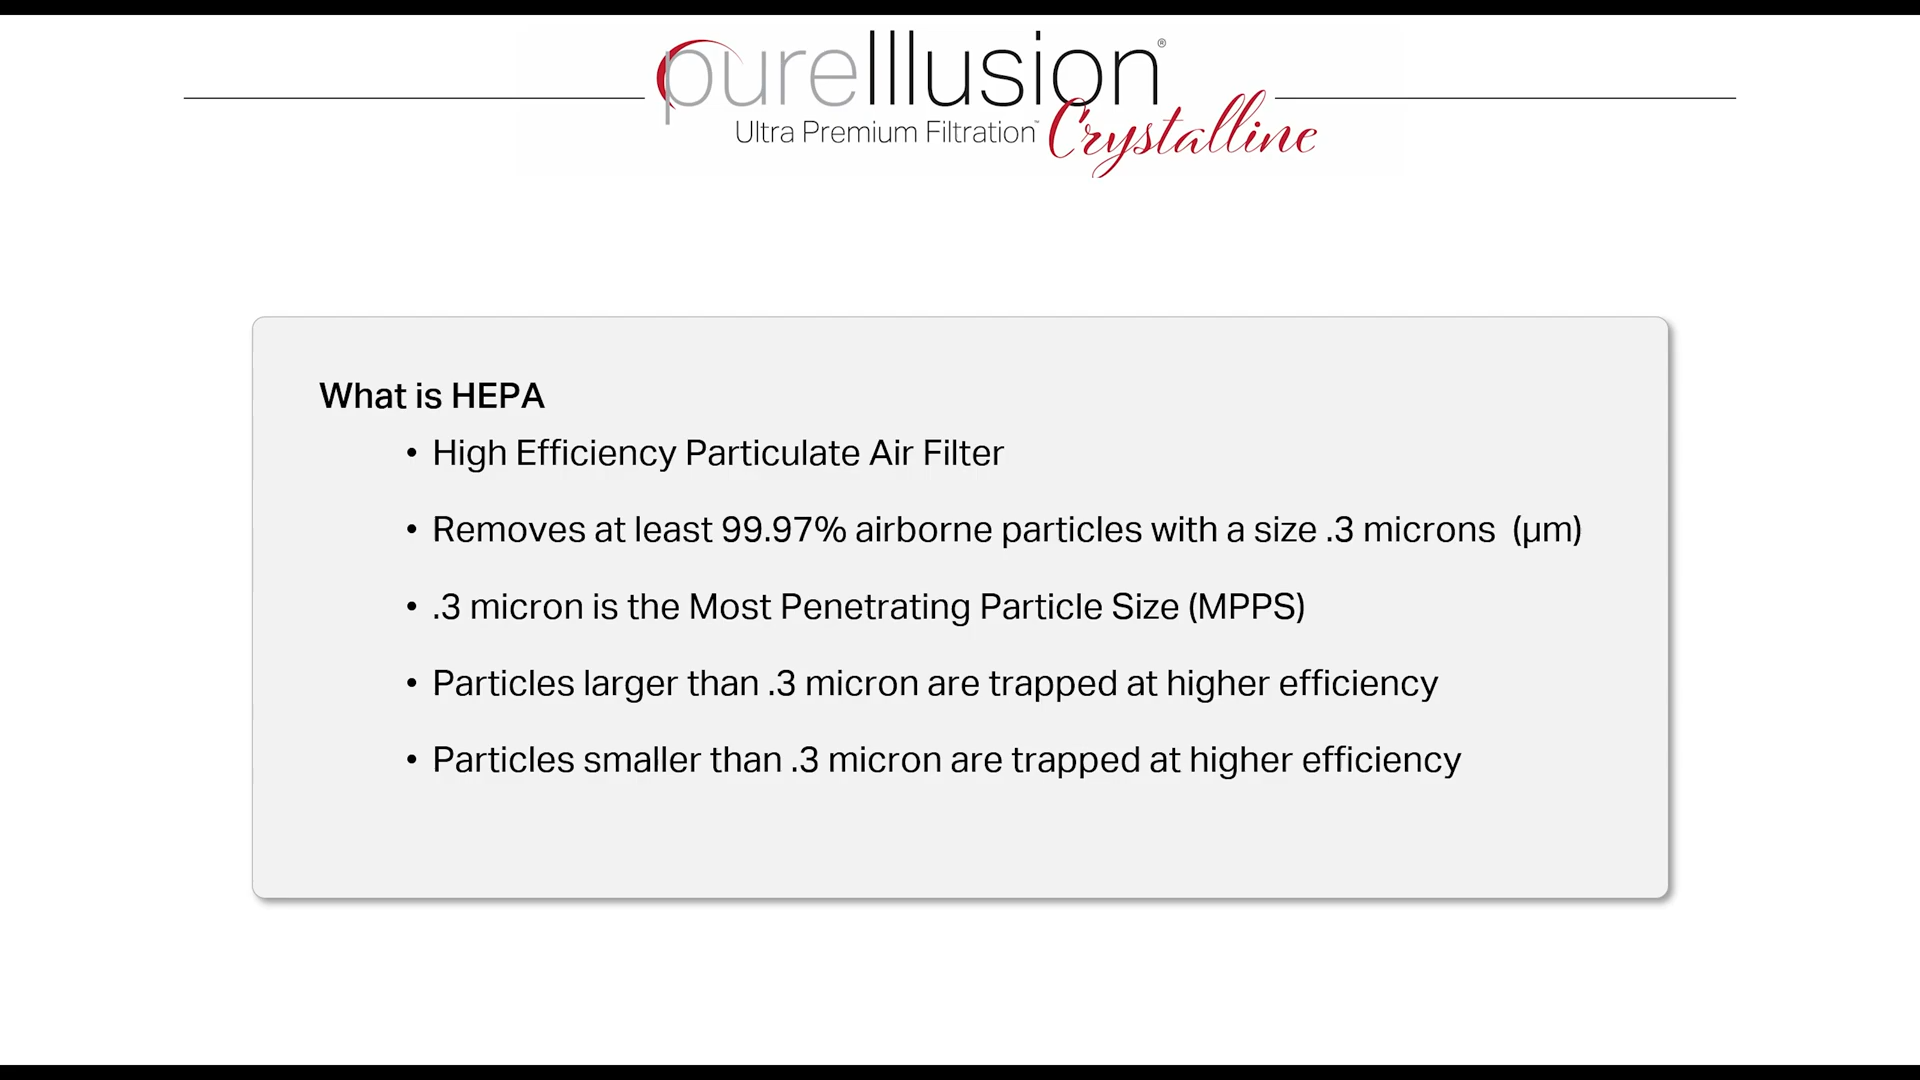 pureIllusion®
Ultra Premium Filtration™ Crystalline
What is HEPA
• High Efficiency Particulate Air Filter
• Removes at least 99.97% airborne particles with a size .3 microns  (μm)
• .3 micron is the Most Penetrating Particle Size (MPPS)
• Particles larger than .3 micron are trapped at higher efficiency
• Particles smaller than .3 micron are trapped at higher efficiency